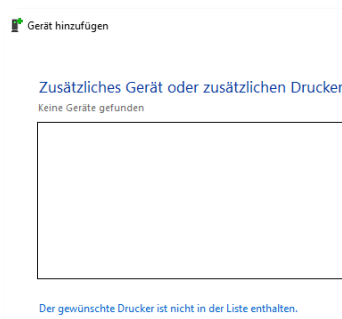 Gerät hinzufügen
Zusätzliches Gerät oder zusätzlichen Drucker
Keine Geräte gefunden
Der gewünschte Drucker ist nicht in der Liste enthalten.